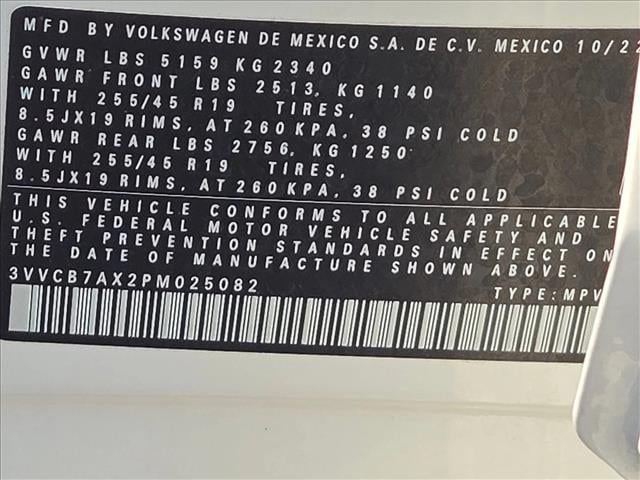 MFD BY VOLKSWAGEN DE MEXICO S.A. DE C.V. MEXICO 10/22
GVWR LBS 5159 KG 2340
GAWR FRONT LBS 2513, KG 1140
WITH 255/45 R19 TIRES,
8.5JX19 RIMS, AT 260 KPA, 38 PSI COLD
GAWR REAR LBS 2756, KG 1250
WITH 255/45 R19 TIRES,
8.5JX19 RIMS, AT 260 KPA, 38 PSI COLD
THIS VEHICLE CONFORMS TO ALL APPLICABLE
U.S. FEDERAL MOTOR VEHICLE SAFETY AND
THEFT PREVENTION STANDARDS IN EFFECT ON
THE DATE OF MANUFACTURE SHOWN ABOVE.
3VVCB7AX2PM025082 TYPE: MPV